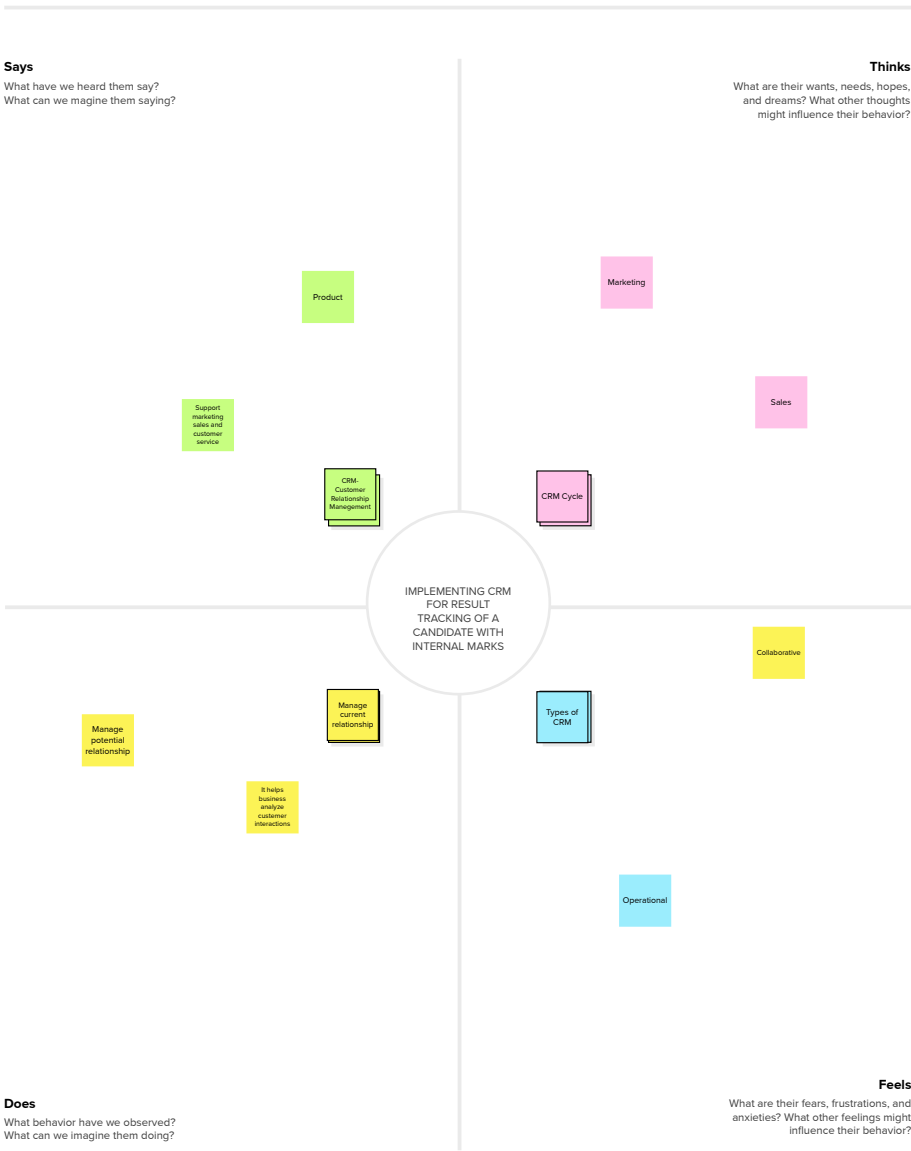 Says
What have we heard them say?
What can we magine them saying?
Thinks
What are their wants, needs, hopes,
and dreams? What other thoughts
might influence their behavior?
Product
Marketing
Support
marketing
sales and
customer
service
Sales
CRM-
Customer
Relationship
Manegement
CRM Cycle
IMPLEMENTING CRM
FOR RESULT
TRACKING OF A
CANDIDATE WITH
INTERNAL MARKS
Collaborative
Manage
current
relationship
Types of
CRM
Manage
potential
relationship
It helps
business
analyze
custemer
interactions
Operational
Does
What behavior have we observed?
What can we imagine them doing?
Feels
What are their fears, frustrations, and
anxieties? What other feelings might
influence their behavior?